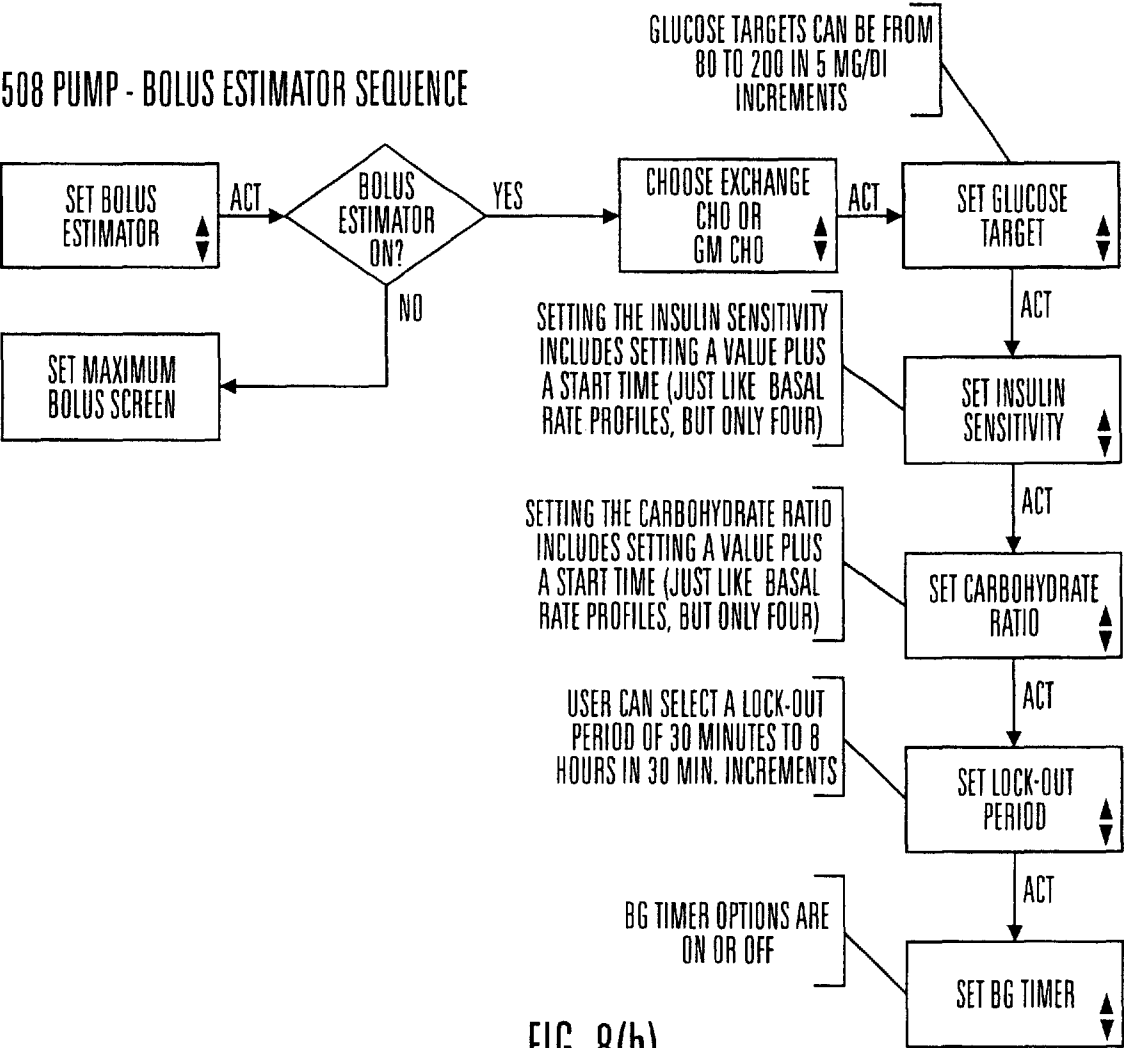 GLUCOSE TARGETS CAN BE FROM
80 TO 200 IN 5 MG/Dl
INCREMENTS
508 PUMP - BOLUS ESTIMATOR SEQUENCE
SET BOLUS
ESTIMATOR
ACT
BOLUS
ESTIMATOR
ON?
YES
CHOOSE EXCHANGE
CHO OR
GM CHO
ACT
SET GLUCOSE
TARGET
NO
ACT
SET MAXIMUM
BOLUS SCREEN
SETTING THE INSULIN SENSITIVITY
INCLUDES SETTING A VALUE PLUS
A START TIME (JUST LIKE BASAL
RATE PROFILES, BUT ONLY FOUR)
SET INSULIN
SENSITIVITY
ACT
SETTING THE CARBOHYDRATE RATIO
INCLUDES SETTING A VALUE PLUS
A START TIME (JUST LIKE BASAL
RATE PROFILES, BUT ONLY FOUR)
SET CARBOHYDRATE
RATIO
ACT
USER CAN SELECT A LOCK-OUT
PERIOD OF 30 MINUTES TO 8
HOURS IN 30 MIN. INCREMENTS
SET LOCK-OUT
PERIOD
ACT
BG TIMER OPTIONS ARE
ON OR OFF
SET BG TIMER
FIG. 8(b)